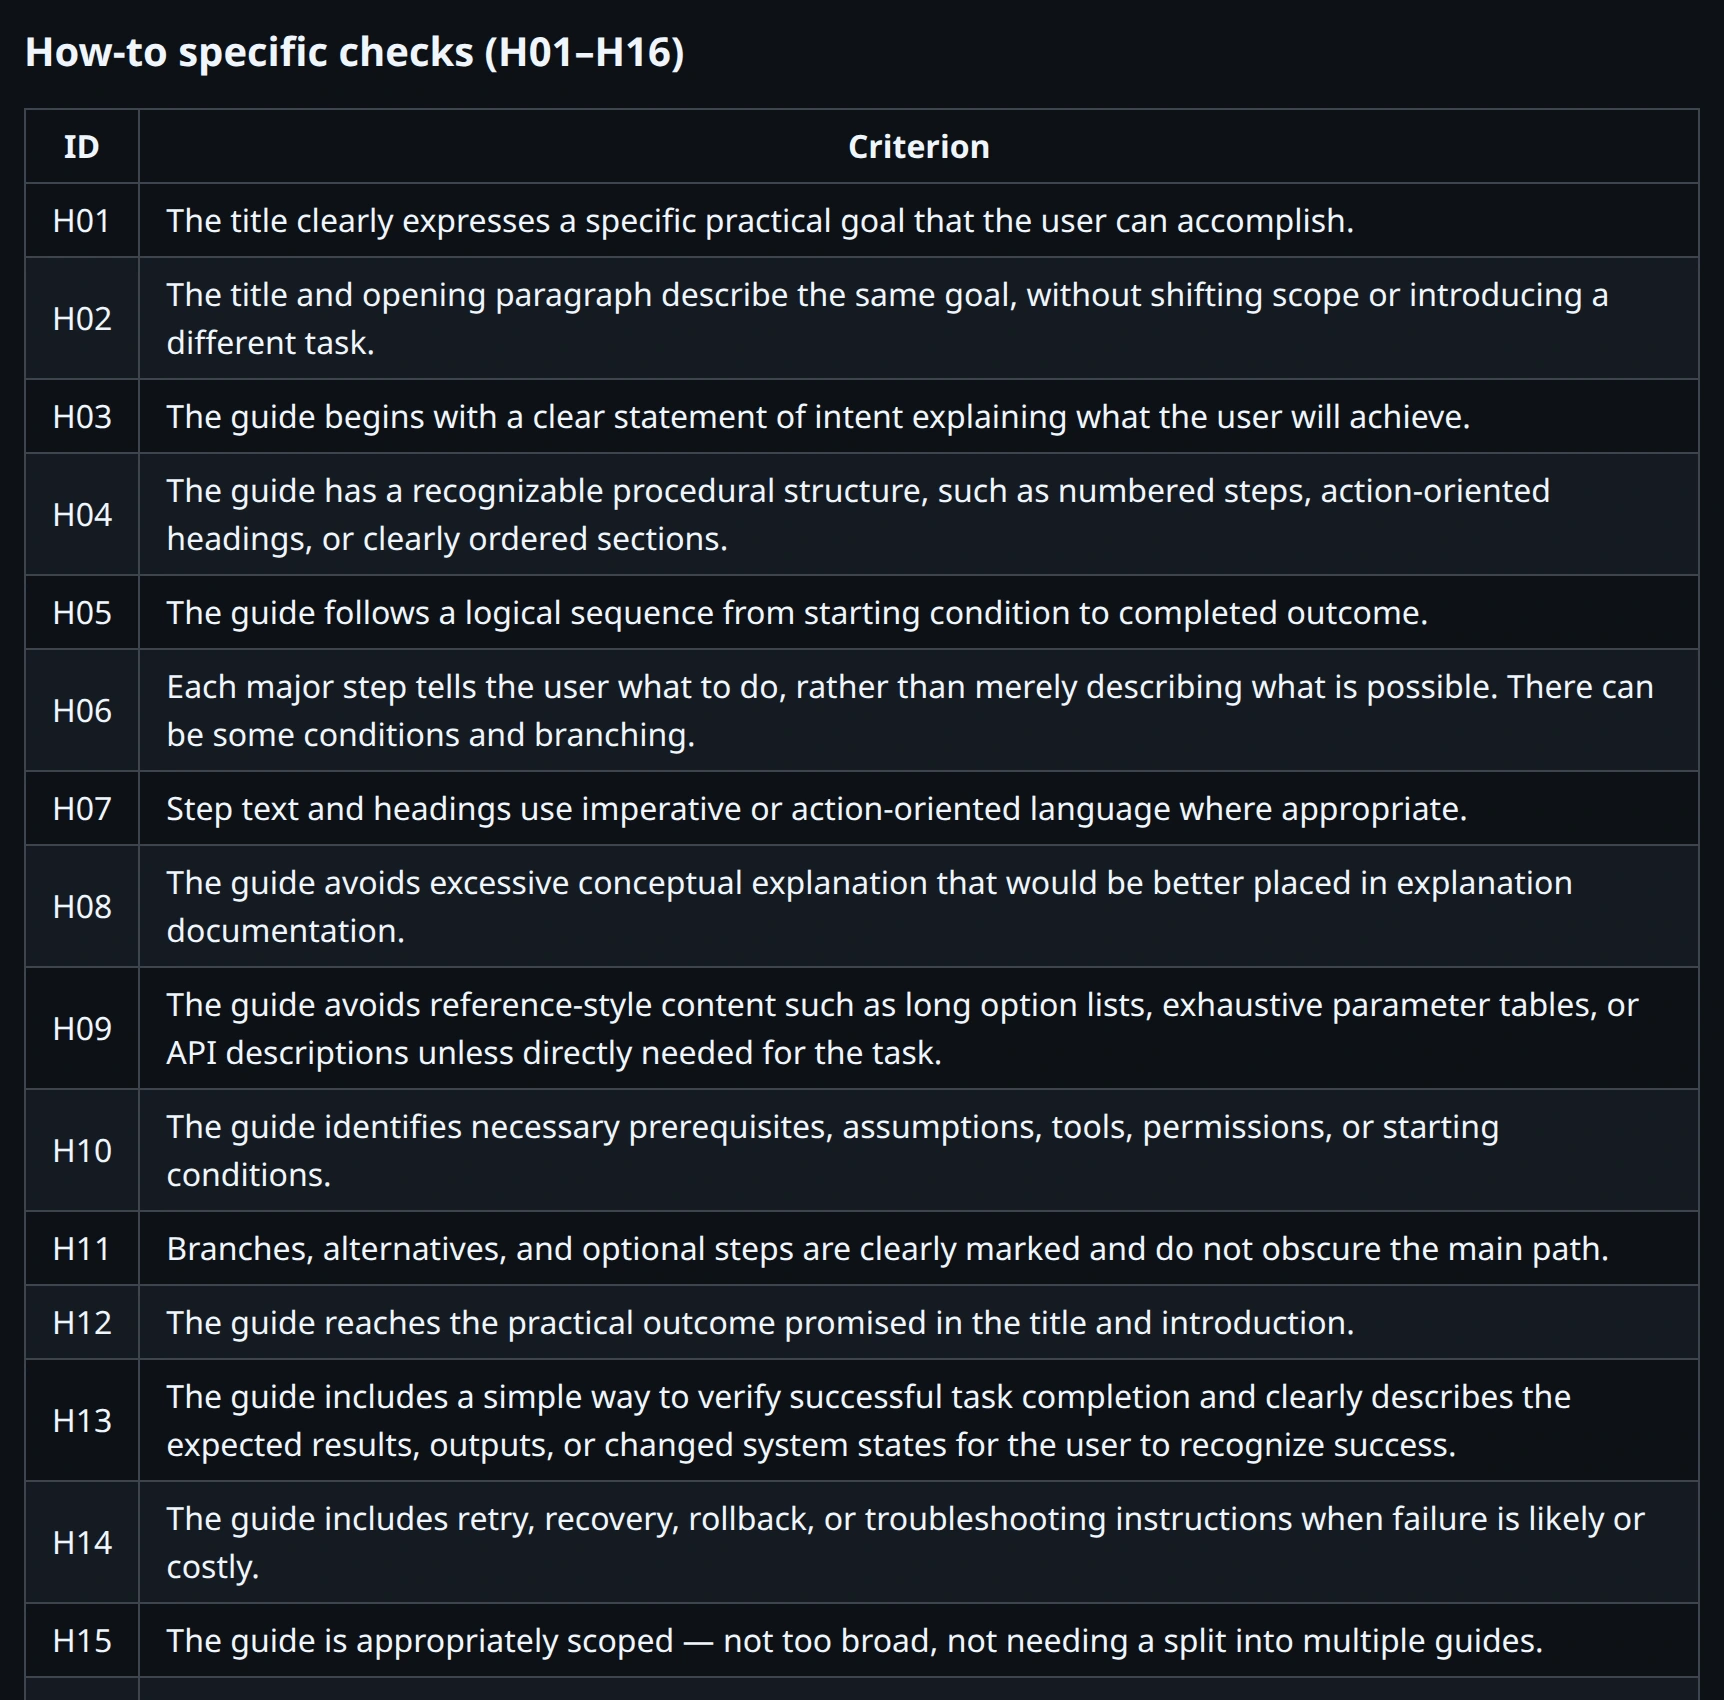 How-to specific checks (H01–H16)
ID Criterion
H01 The title clearly expresses a specific practical goal that the user can accomplish.
H02 The title and opening paragraph describe the same goal, without shifting scope or introducing a
different task.
H03 The guide begins with a clear statement of intent explaining what the user will achieve.
H04 The guide has a recognizable procedural structure, such as numbered steps, action-oriented
headings, or clearly ordered sections.
H05 The guide follows a logical sequence from starting condition to completed outcome.
H06 Each major step tells the user what to do, rather than merely describing what is possible. There can
be some conditions and branching.
H07 Step text and headings use imperative or action-oriented language where appropriate.
H08 The guide avoids excessive conceptual explanation that would be better placed in explanation
documentation.
H09 The guide avoids reference-style content such as long option lists, exhaustive parameter tables, or
API descriptions unless directly needed for the task.
H10 The guide identifies necessary prerequisites, assumptions, tools, permissions, or starting
conditions.
H11 Branches, alternatives, and optional steps are clearly marked and do not obscure the main path.
H12 The guide reaches the practical outcome promised in the title and introduction.
H13 The guide includes a simple way to verify successful task completion and clearly describes the
expected results, outputs, or changed system states for the user to recognize success.
H14 The guide includes retry, recovery, rollback, or troubleshooting instructions when failure is likely or
costly.
H15 The guide is appropriately scoped — not too broad, not needing a split into multiple guides.